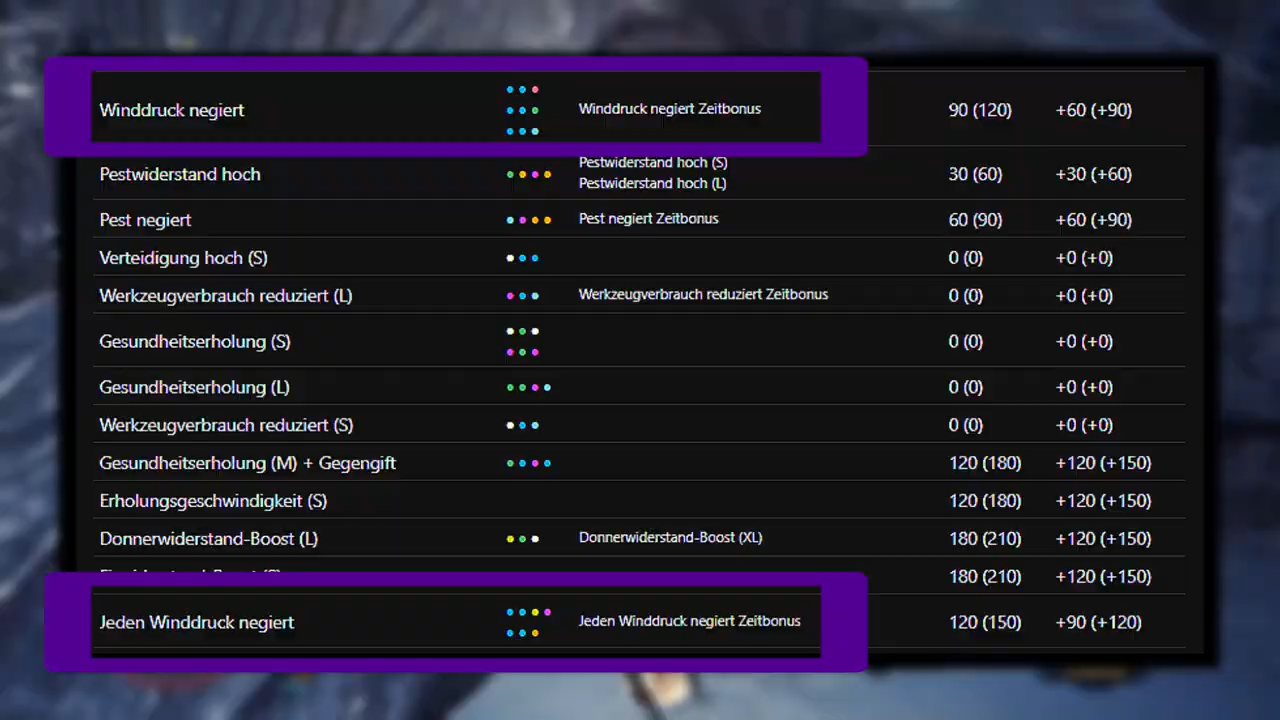 Winddruck negiert Winddruck negiert Zeitbonus 90 (120) +60 (+90)
Pestwiderstand hoch Pestwiderstand hoch (S) 30 (60) +30 (+60)
Pestwiderstand hoch (L)
Pest negiert Pest negiert Zeitbonus 60 (90) +60 (+90)
Verteidigung hoch (S) 0 (0) +0 (+0)
Werkzeugverbrauch reduziert (L) Werkzeugverbrauch reduziert Zeitbonus 0 (0) +0 (+0)
Gesundheitserholung (S) 0 (0) +0 (+0)
Gesundheitserholung (L) 0 (0) +0 (+0)
Werkzeugverbrauch reduziert (S) 0 (0) +0 (+0)
Gesundheitserholung (M) + Gegengift 120 (180) +120 (+150)
Erholungsgeschwindigkeit (S) 120 (180) +120 (+150)
Donnerwiderstand-Boost (L) Donnerwiderstand-Boost (XL) 180 (210) +120 (+150)
180 (210) +120 (+150)
Jeden Winddruck negiert Jeden Winddruck negiert Zeitbonus 120 (150) +90 (+120)